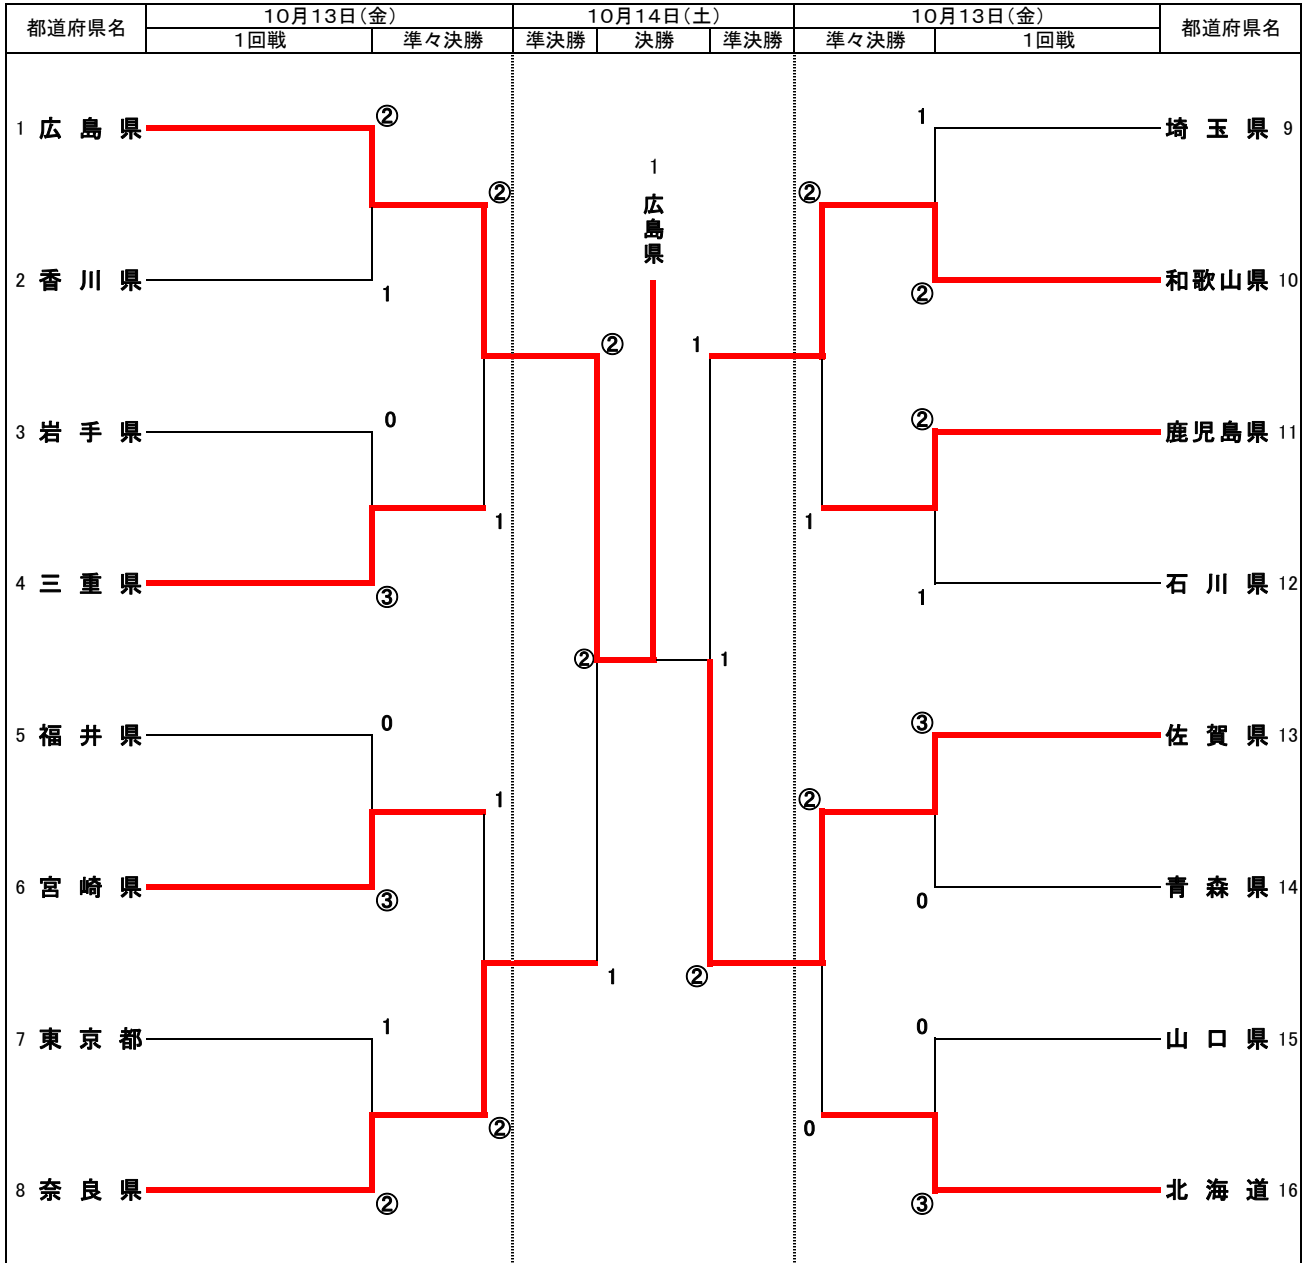 都道府県名 10月13日(金) 10月14日(土) 10月13日(金) 都道府県名
1回戦 準々決勝 準決勝 決勝 準決勝 準々決勝 1回戦
② 1
1 広島県 埼玉県 9
1
② ②
広島県
2 香川県 和歌山県 10
1 ②
② 1
0 ②
3 岩手県 鹿児島県 11
1 1
4 三重県 石川県 12
③ 1
② 1
0 ③
5 福井県 佐賀県 13
1 ②
6 宮崎県 青森県 14
③ 0
1 ②
1 0
7 東京都 山口県 15
② 0
8 奈良県 北海道 16
② ③